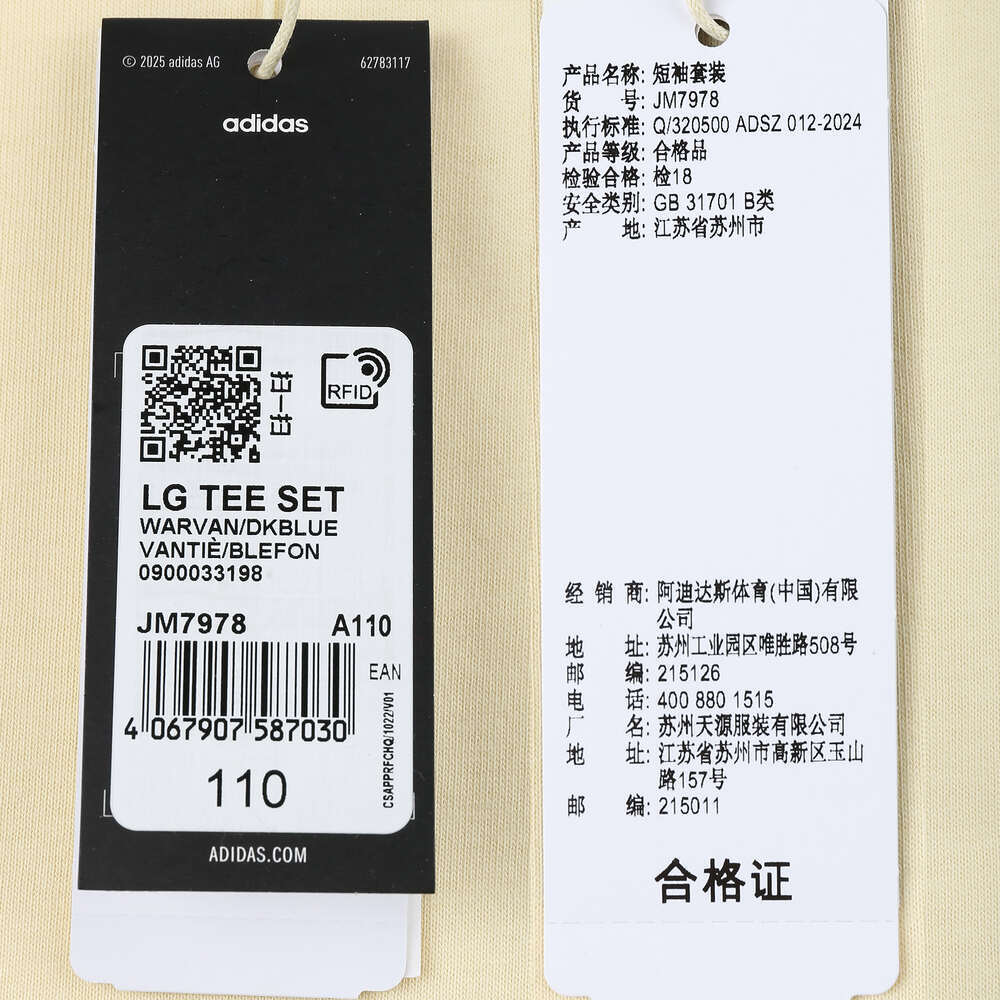 © 2025 adidas AG
62783117
adidas
扫一扫
RFID
LG TEE SET
WARVAN/DKBLUE
VANTIÈ/BLEFON
0900033198
JM7978
A110
EAN
4 067907 587030
CSAPPRFCHQ/1022/V01
110
ADIDAS.COM
产品名称: 短袖套装
货 号: JM7978
执行标准: Q/320500 ADSZ 012-2024
产品等级: 合格品
检验合格: 检18
安全类别: GB 31701 B类
产 地: 江苏省苏州市
经 销 商: 阿迪达斯体育(中国)有限
公司
地 址: 苏州工业园区唯胜路508号
邮 编: 215126
电 话: 400 880 1515
厂 名: 苏州天源服装有限公司
地 址: 江苏省苏州市高新区玉山
路157号
邮 编: 215011
合格证